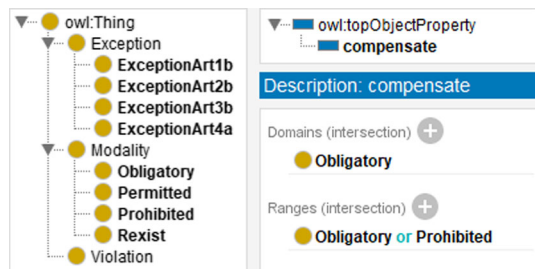 owl:Thing
Exception
ExceptionArt1b
ExceptionArt2b
ExceptionArt3b
ExceptionArt4a
Modality
Obligatory
Permitted
Prohibited
Rexist
Violation
owl:topObjectProperty
compensate
Description: compensate
Domains (intersection)
Obligatory
Ranges (intersection)
Obligatory or Prohibited